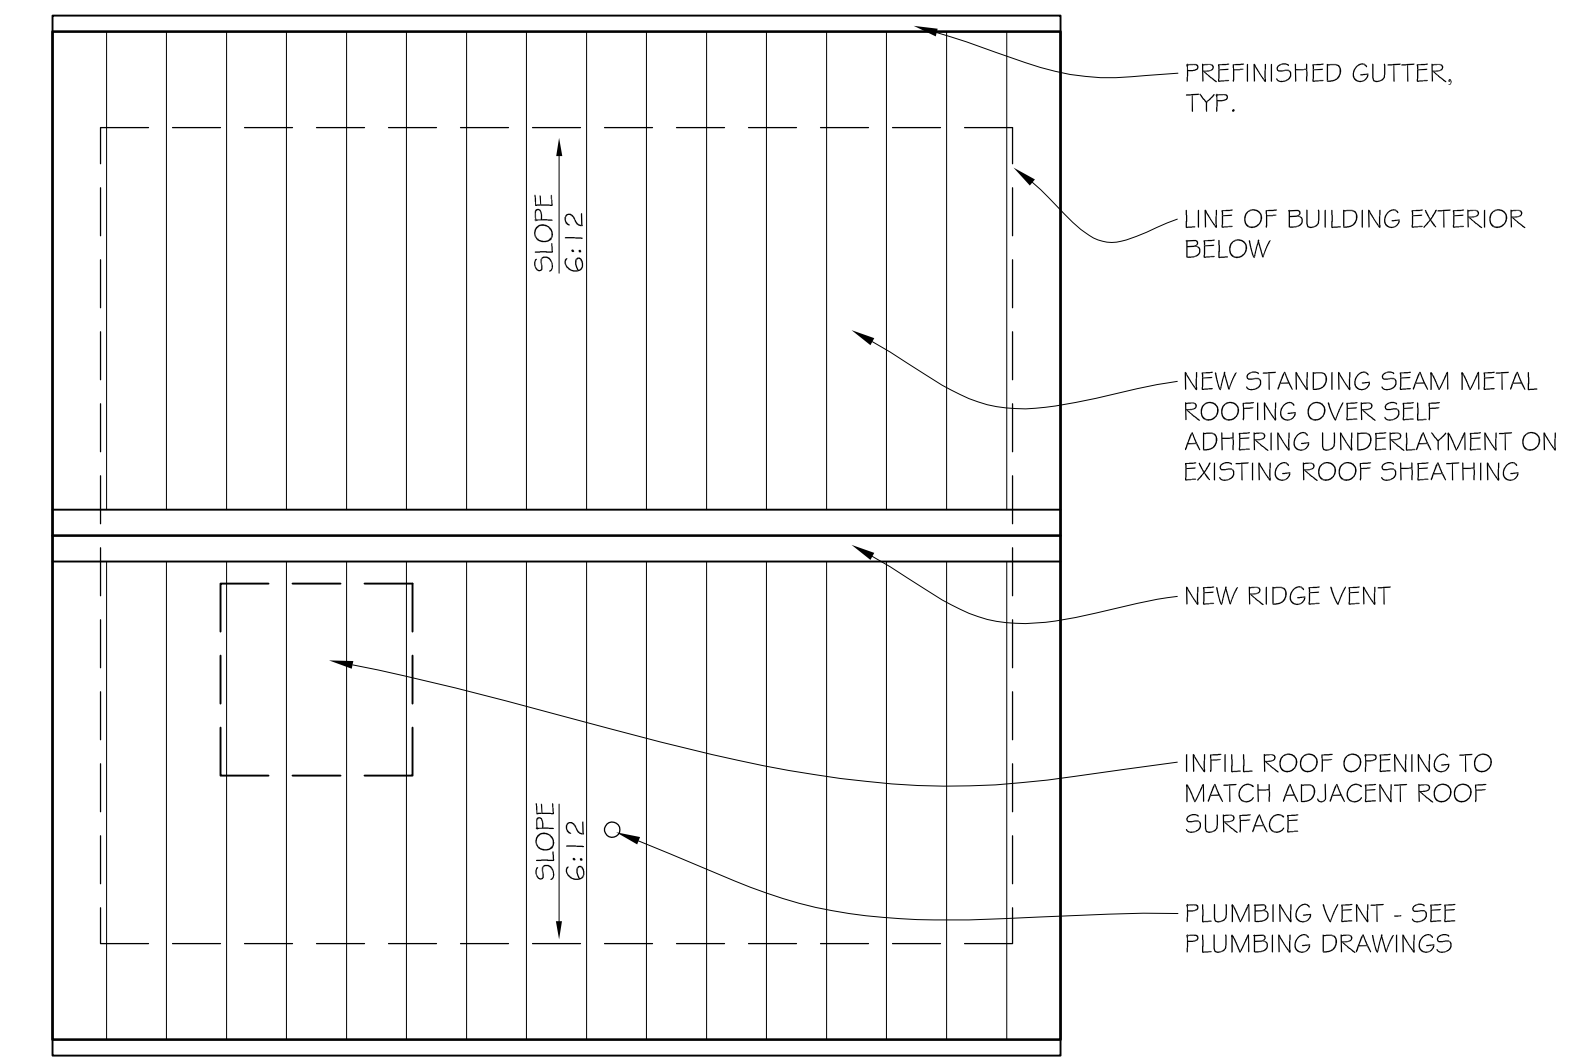 PREFINISHED GUTTER,
TYP.
SLOPE
6:12
LINE OF BUILDING EXTERIOR
BELOW
NEW STANDING SEAM METAL
ROOFING OVER SELF
ADHERING UNDERLAYMENT ON
EXISTING ROOF SHEATHING
NEW RIDGE VENT
INFILL ROOF OPENING TO
MATCH ADJACENT ROOF
SURFACE
SLOPE
6:12
PLUMBING VENT - SEE
PLUMBING DRAWINGS